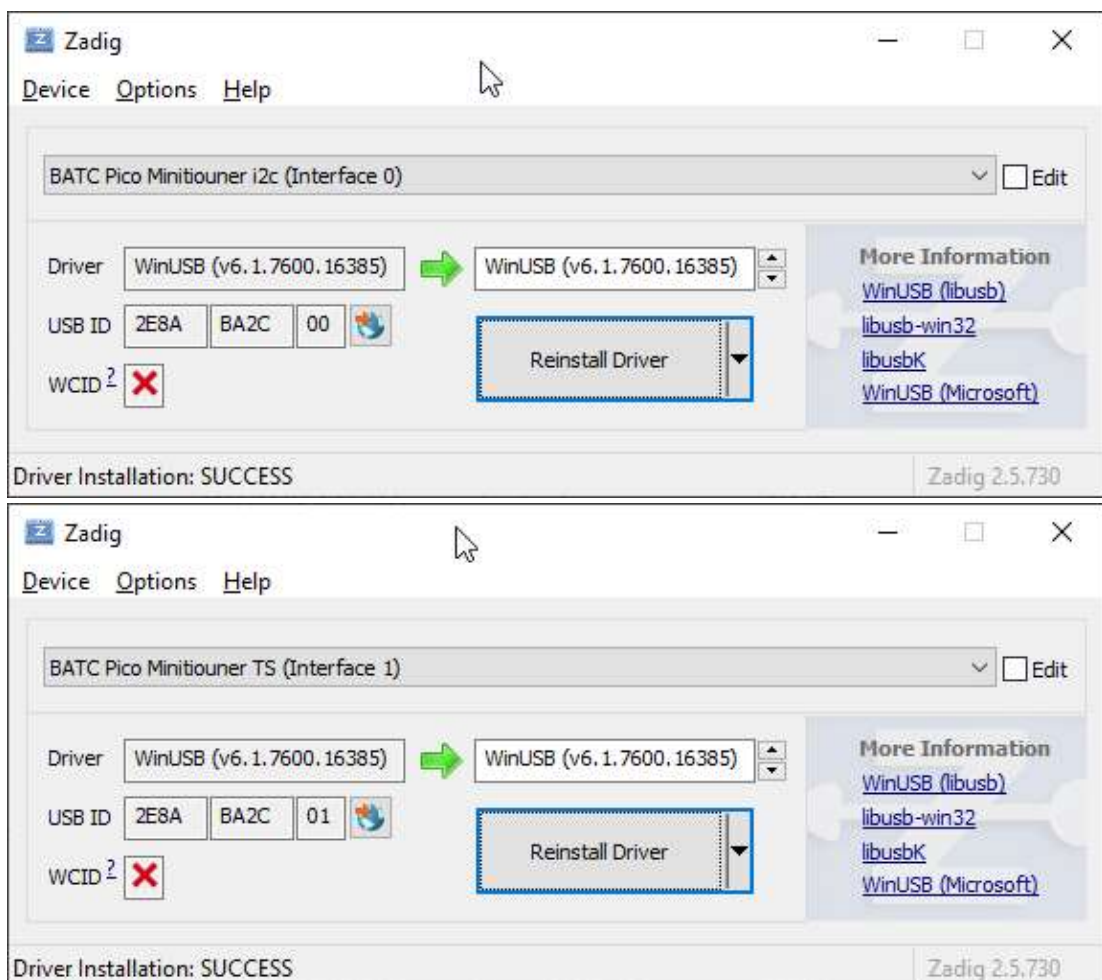 Zadig
Device Options Help
BATC Pico Minitiouner i2c (Interface 0) Edit
Driver WinUSB (v6.1.7600.16385) WinUSB (v6.1.7600.16385) More Information
WinUSB (libusb)
USB ID 2E8A BA2C 00 libusb-win32
Reinstall Driver libusbK
WCID ? WinUSB (Microsoft)
Driver Installation: SUCCESS Zadig 2.5.730
Zadig
Device Options Help
BATC Pico Minitiouner TS (Interface 1) Edit
Driver WinUSB (v6.1.7600.16385) WinUSB (v6.1.7600.16385) More Information
WinUSB (libusb)
USB ID 2E8A BA2C 01 libusb-win32
Reinstall Driver libusbK
WCID ? WinUSB (Microsoft)
Driver Installation: SUCCESS Zadig 2.5.730